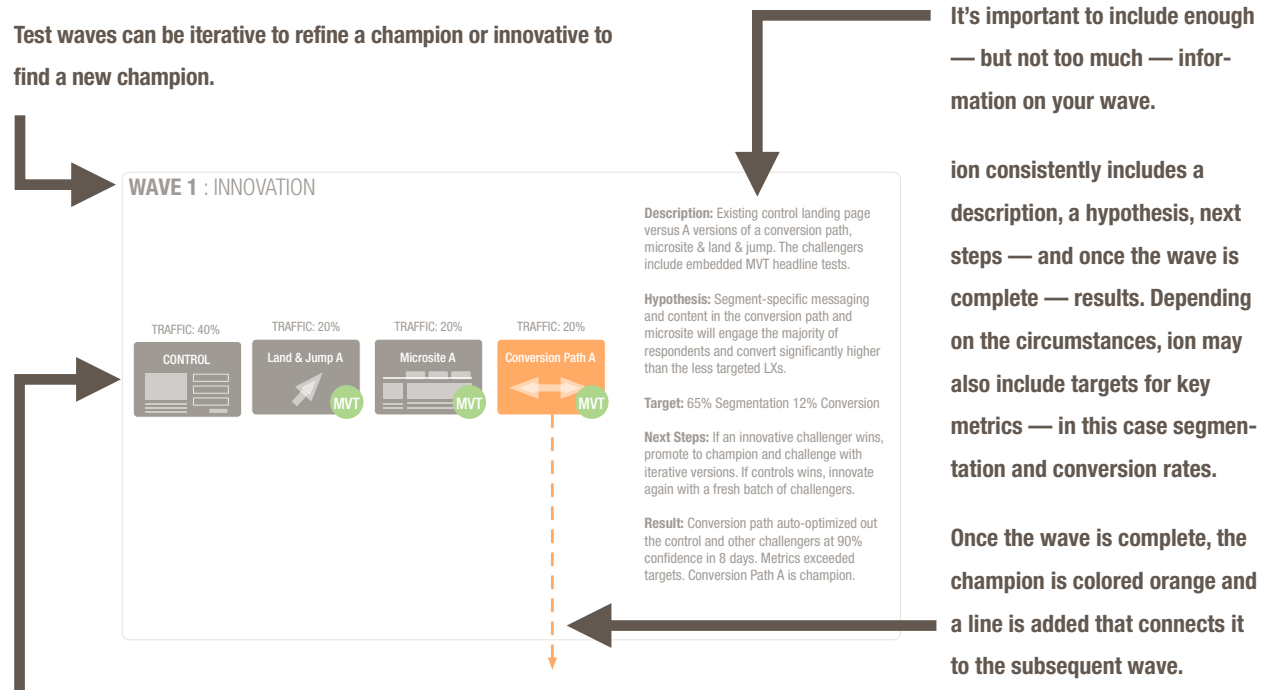 Test waves can be iterative to refine a champion or innovative to
find a new champion.
WAVE 1 : INNOVATION
TRAFFIC: 40%
CONTROL
TRAFFIC: 20%
Land & Jump A
MVT
TRAFFIC: 20%
Microsite A
MVT
TRAFFIC: 20%
Conversion Path A
MVT
Description: Existing control landing page
versus A versions of a conversion path,
microsite & land & jump. The challengers
include embedded MVT headline tests.
Hypothesis: Segment-specific messaging
and content in the conversion path and
microsite will engage the majority of
respondents and convert significantly higher
than the less targeted LXs.
Target: 65% Segmentation 12% Conversion
Next Steps: If an innovative challenger wins,
promote to champion and challenge with
iterative versions. If controls wins, innovate
again with a fresh batch of challengers.
Result: Conversion path auto-optimized out
the control and other challengers at 90%
confidence in 8 days. Metrics exceeded
targets. Conversion Path A is champion.
It’s important to include enough
— but not too much — infor-
mation on your wave.
ion consistently includes a
description, a hypothesis, next
steps — and once the wave is
complete — results. Depending
on the circumstances, ion may
also include targets for key
metrics — in this case segmen-
tation and conversion rates.
Once the wave is complete, the
champion is colored orange and
a line is added that connects it
to the subsequent wave.